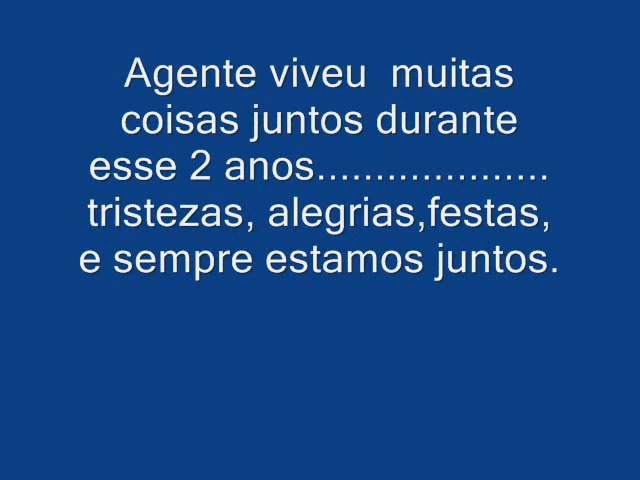 Agente viveu  muitas
coisas juntos durante
esse 2 anos....................
tristezas, alegrias,festas,
e sempre estamos juntos.